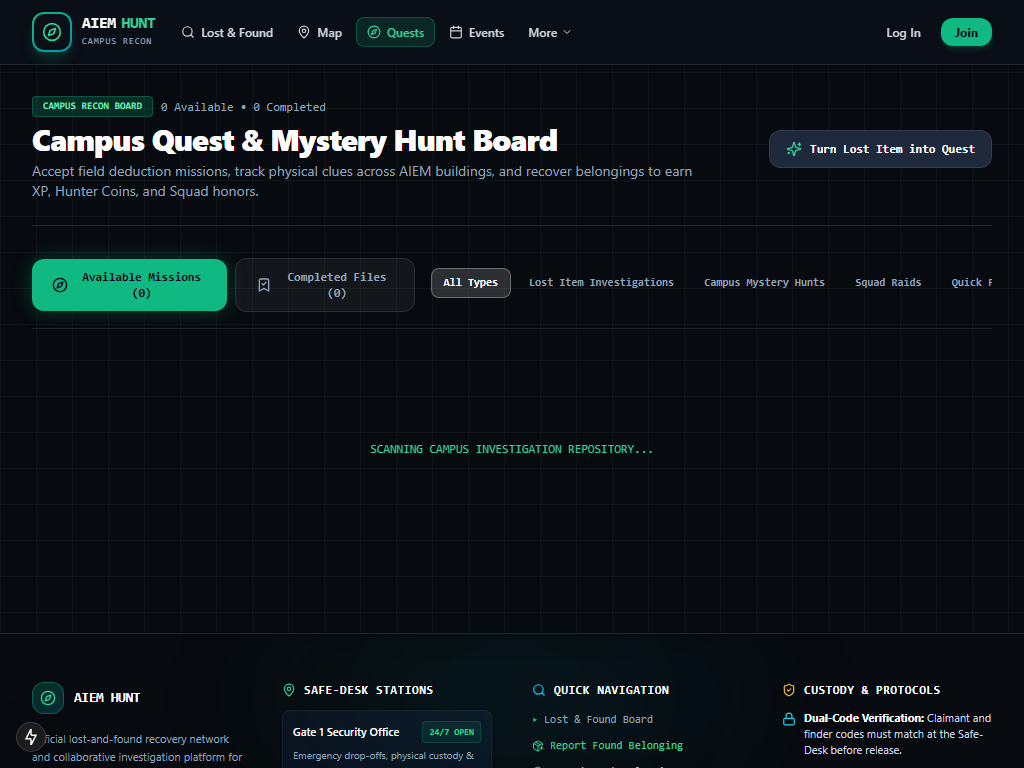 AIEM HUNT
CAMPUS RECON
Lost & Found
Map
Quests
Events
More
Log In
Join
CAMPUS RECON BOARD
0 Available • 0 Completed
Campus Quest & Mystery Hunt Board
Accept field deduction missions, track physical clues across AIEM buildings, and recover belongings to earn
XP, Hunter Coins, and Squad honors.
Turn Lost Item into Quest
Available Missions
(0)
Completed Files
(0)
All Types
Lost Item Investigations
Campus Mystery Hunts
Squad Raids
Quick
SCANNING CAMPUS INVESTIGATION REPOSITORY...
AIEM HUNT
ficial lost-and-found recovery network
and collaborative investigation platform for
SAFE-DESK STATIONS
Gate 1 Security Office
24/7 OPEN
Emergency drop-offs, physical custody &
QUICK NAVIGATION
▸ Lost & Found Board
Report Found Belonging
CUSTODY & PROTOCOLS
Dual-Code Verification: Claimant and
finder codes must match at the Safe-
Desk before release.